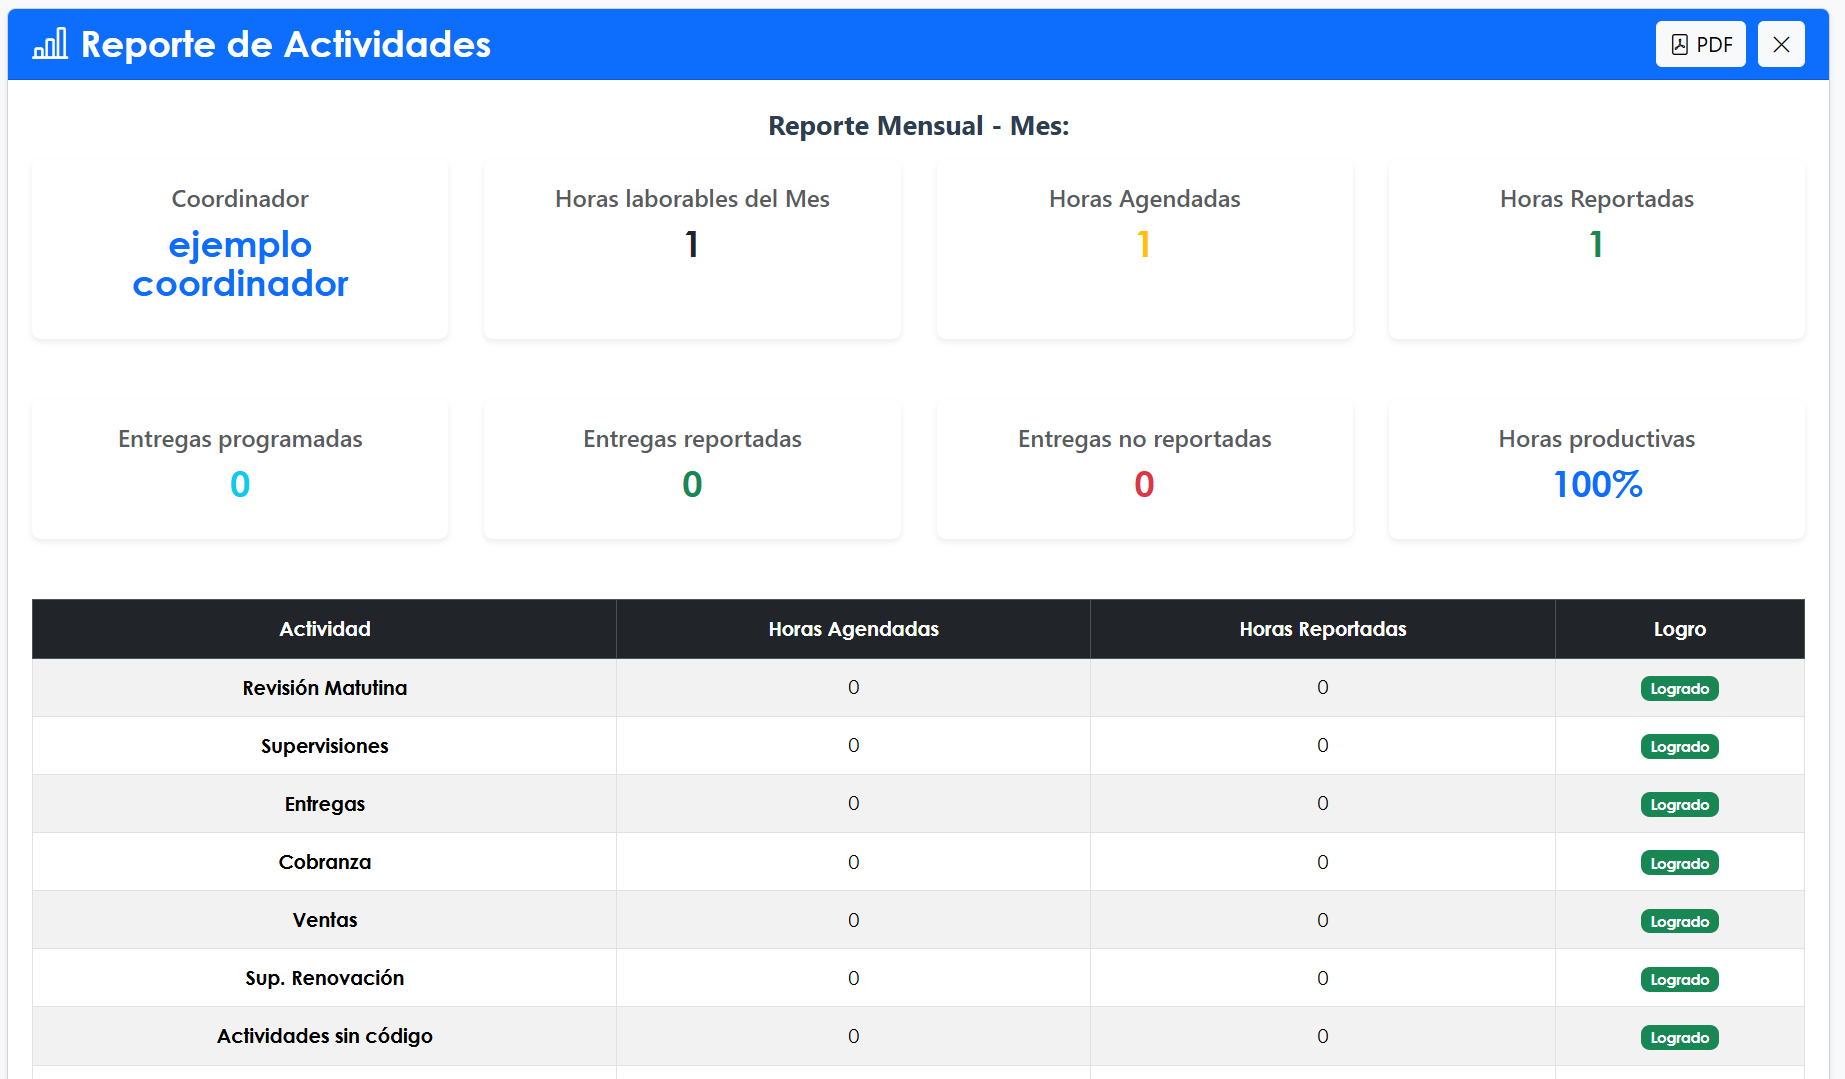 Reporte de Actividades
PDF
Reporte Mensual - Mes:
Coordinador
ejemplo
coordinador
Horas laborables del Mes
1
Horas Agendadas
1
Horas Reportadas
1
Entregas programadas
0
Entregas reportadas
0
Entregas no reportadas
0
Horas productivas
100%
Actividad Horas Agendadas Horas Reportadas Logro
Revisión Matutina 0 0 Logrado
Supervisiones 0 0 Logrado
Entregas 0 0 Logrado
Cobranza 0 0 Logrado
Ventas 0 0 Logrado
Sup. Renovación 0 0 Logrado
Actividades sin código 0 0 Logrado